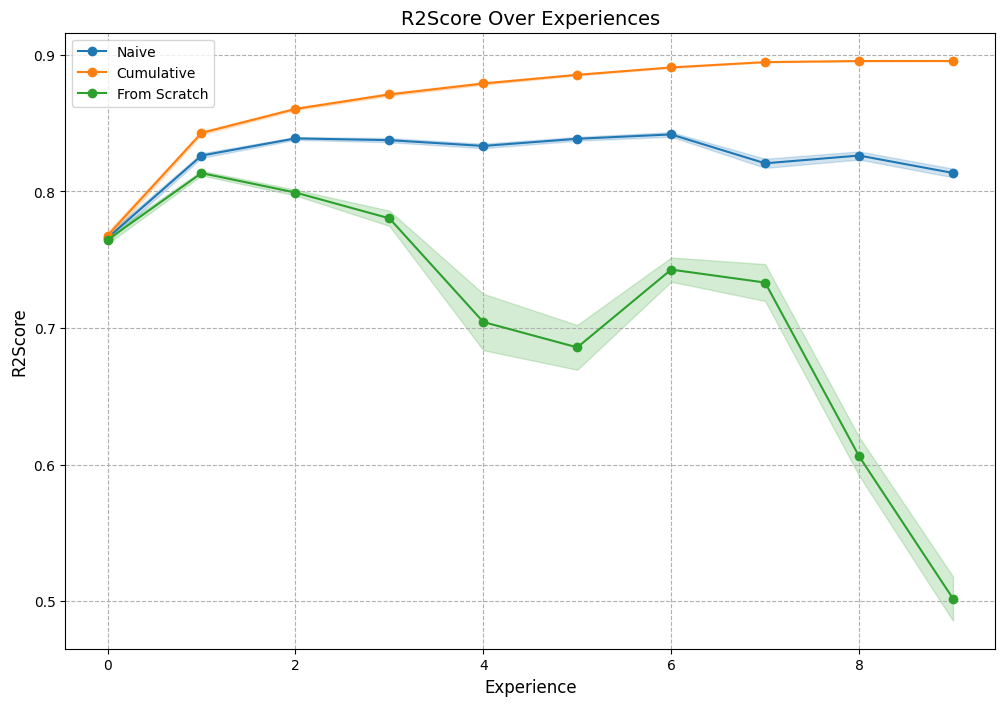 R2Score Over Experiences
Naive
Cumulative
From Scratch
0.9
0.8
0.7
0.6
0.5
R2Score
0 2 4 6 8
Experience